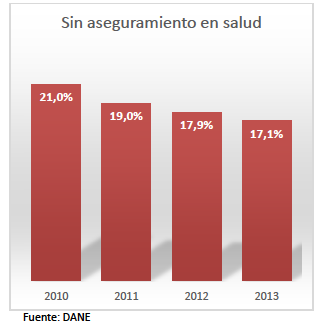 Sin aseguramiento en salud
21,0%
19,0%
17,9%
17,1%
2010 2011 2012 2013
Fuente: DANE